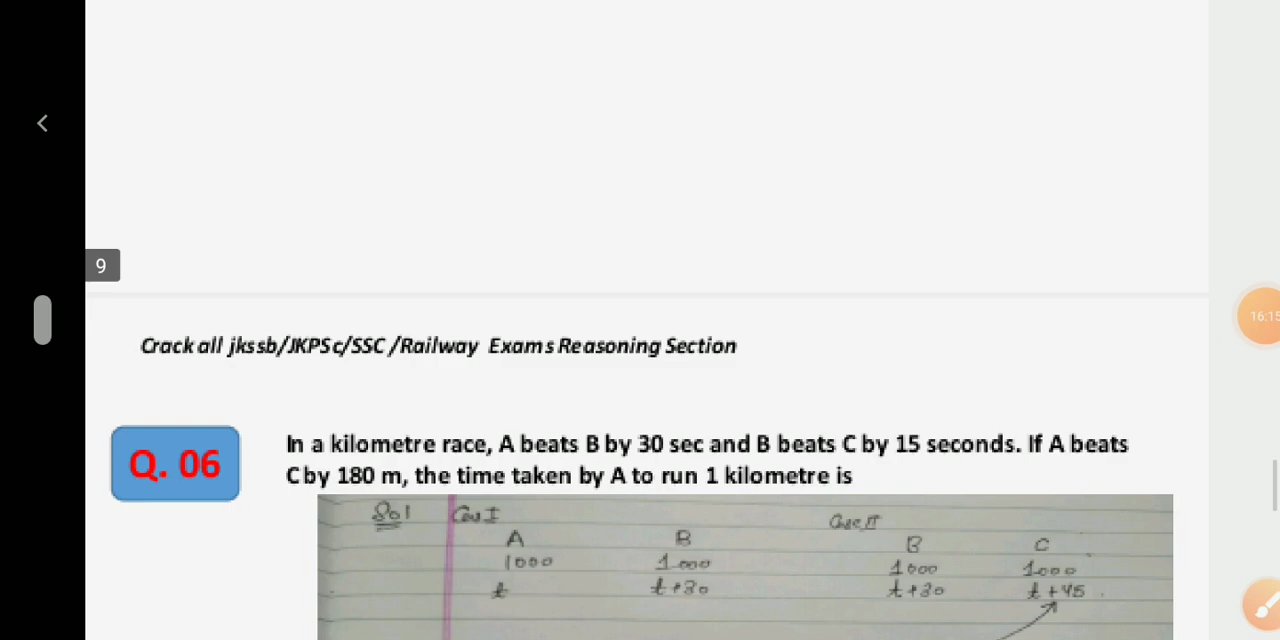 9
16:15
Crack all jkssb/JKPSc/SSC /Railway Exams Reasoning Section
Q. 06
In a kilometre race, A beats B by 30 sec and B beats C by 15 seconds. If A beats
C by 180 m, the time taken by A to run 1 kilometre is
Sol Case I Case II
A B B C
1000 1000 1000 1000
t t+30 t+30 t+45